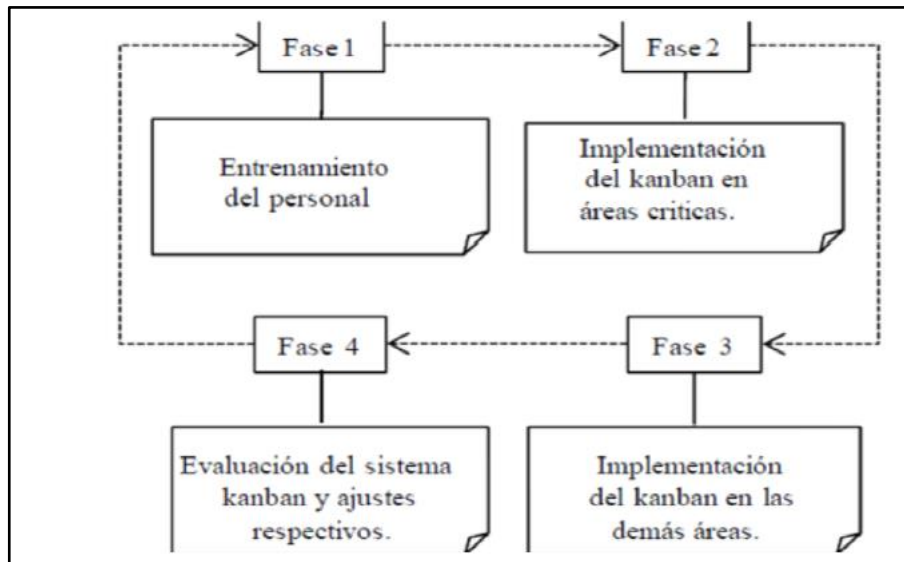 Fase 1
Fase 2
Entrenamiento
del personal
Implementación
del kanban en
áreas criticas.
Fase 4
Fase 3
Evaluación del sistema
kanban y ajustes
respectivos.
Implementación
del kanban en las
demás áreas.